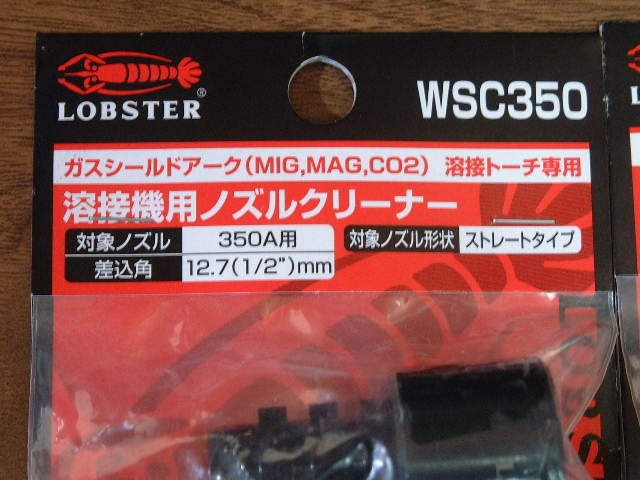 LOBSTER®
WSC350
ガスシールドアーク(MIG,MAG,CO2) 溶接トーチ専用
溶接機用ノズルクリーナー
対象ノズル 350A用 対象ノズル形状 ストレートタイプ
差込角 12.7(1/2”)mm